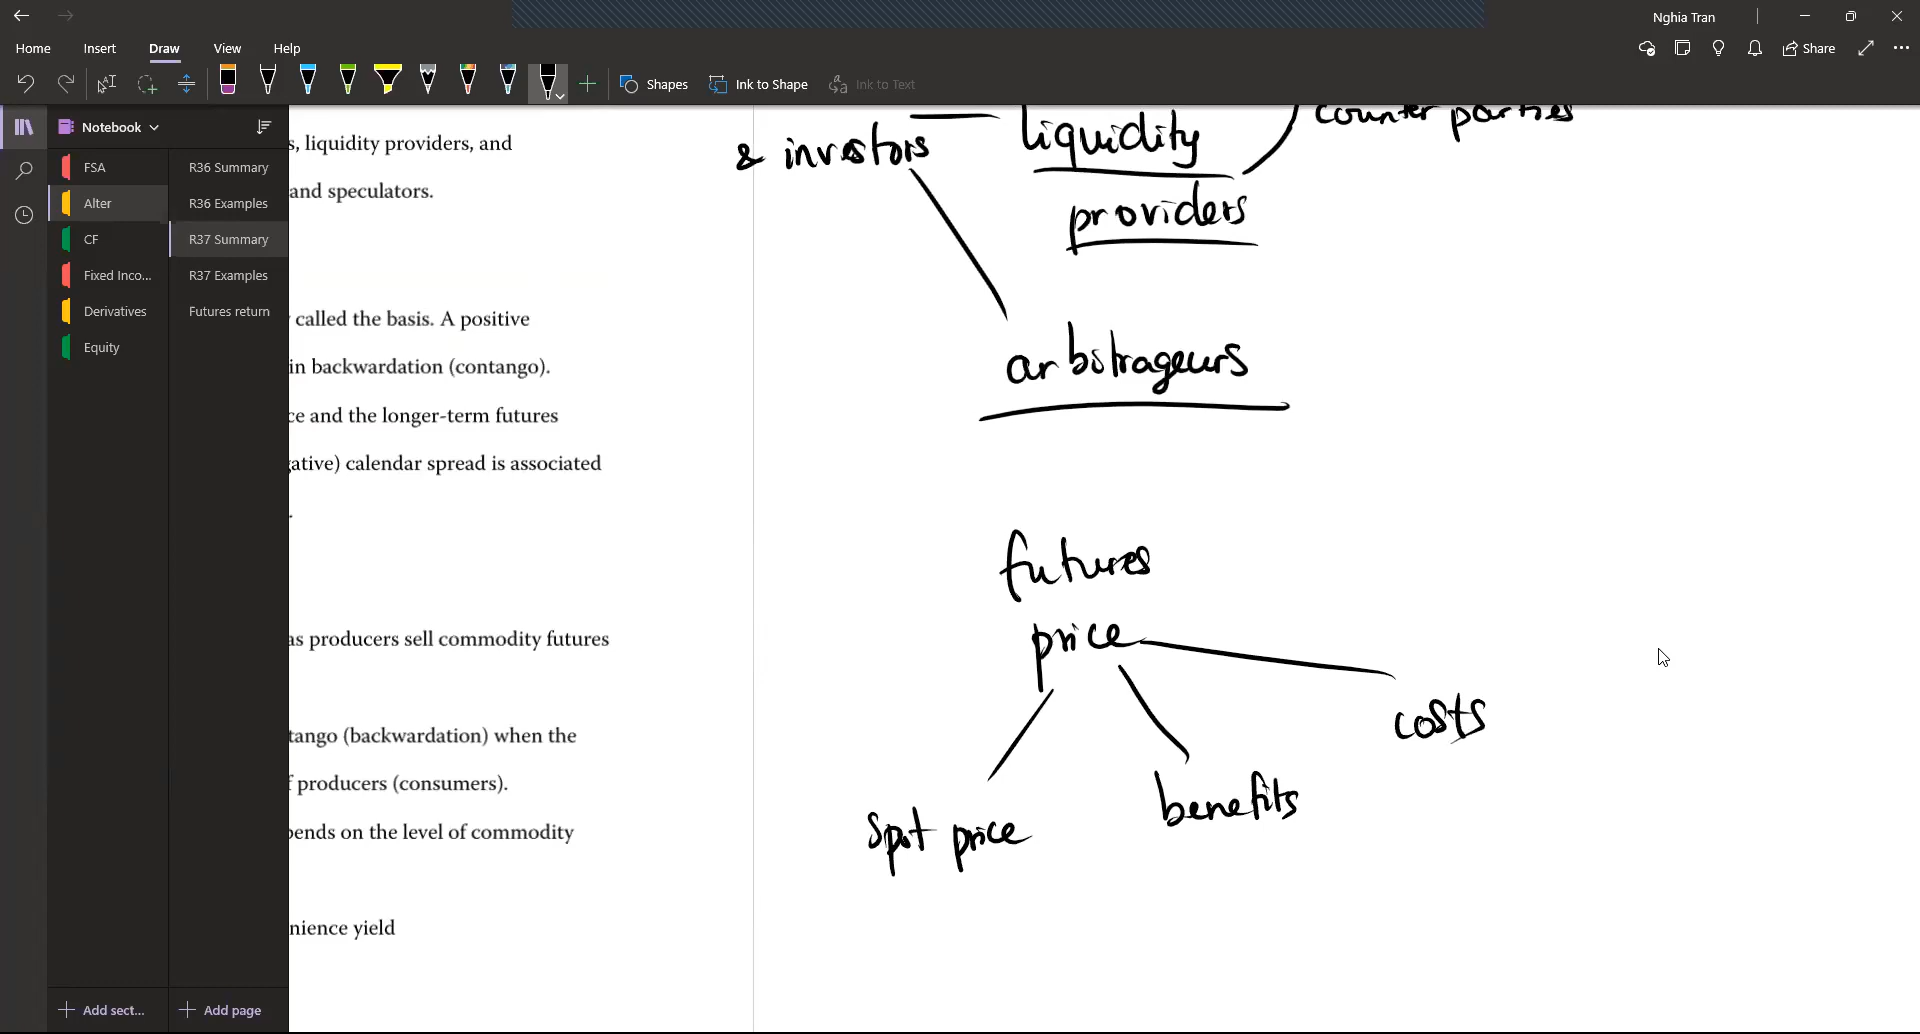 Nghia Tran
Home Insert Draw View Help
Share
Shapes Ink to Shape Ink to Text
Notebook
FSA
Alter
CF
Fixed Inco...
Derivatives
Equity
R36 Summary
R36 Examples
R37 Summary
R37 Examples
Futures return
Add sect...
Add page
s, liquidity providers, and
and speculators.
called the basis. A positive
in backwardation (contango).
ce and the longer-term futures
gative) calendar spread is associated
.
as producers sell commodity futures
tango (backwardation) when the
f producers (consumers).
pends on the level of commodity
nience yield
counter parties
& investors
liquidity
providers
arbitrageurs
futures
price
costs
benefits
spot price